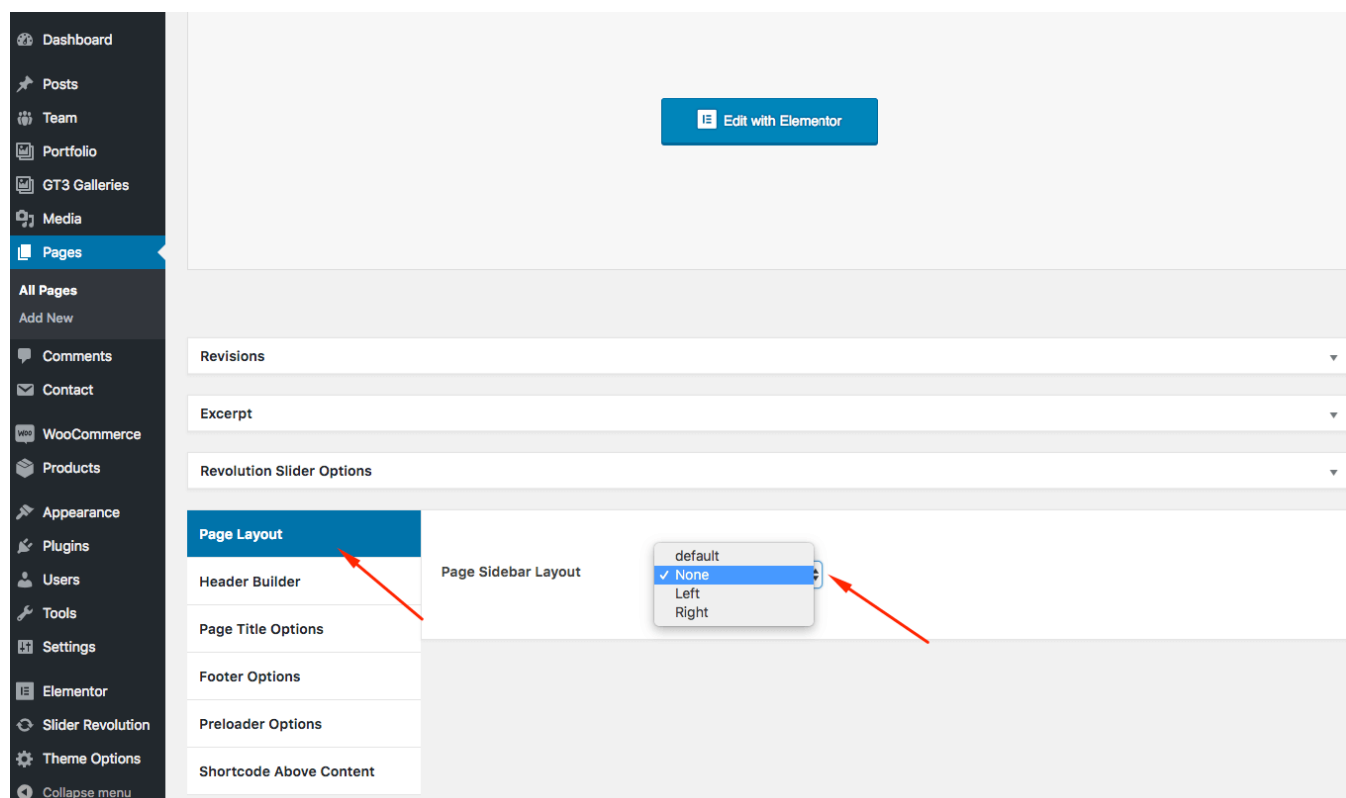 Dashboard
Posts
Team
Portfolio
GT3 Galleries
Media
Pages
All Pages
Add New
Comments
Contact
WOO WooCommerce
Products
Appearance
Plugins
Users
Tools
Settings
Elementor
Slider Revolution
Theme Options
Collapse menu
Edit with Elementor
Revisions
Excerpt
Revolution Slider Options
Page Layout
Header Builder
Page Title Options
Footer Options
Preloader Options
Shortcode Above Content
Page Sidebar Layout
default
✓ None
Left
Right